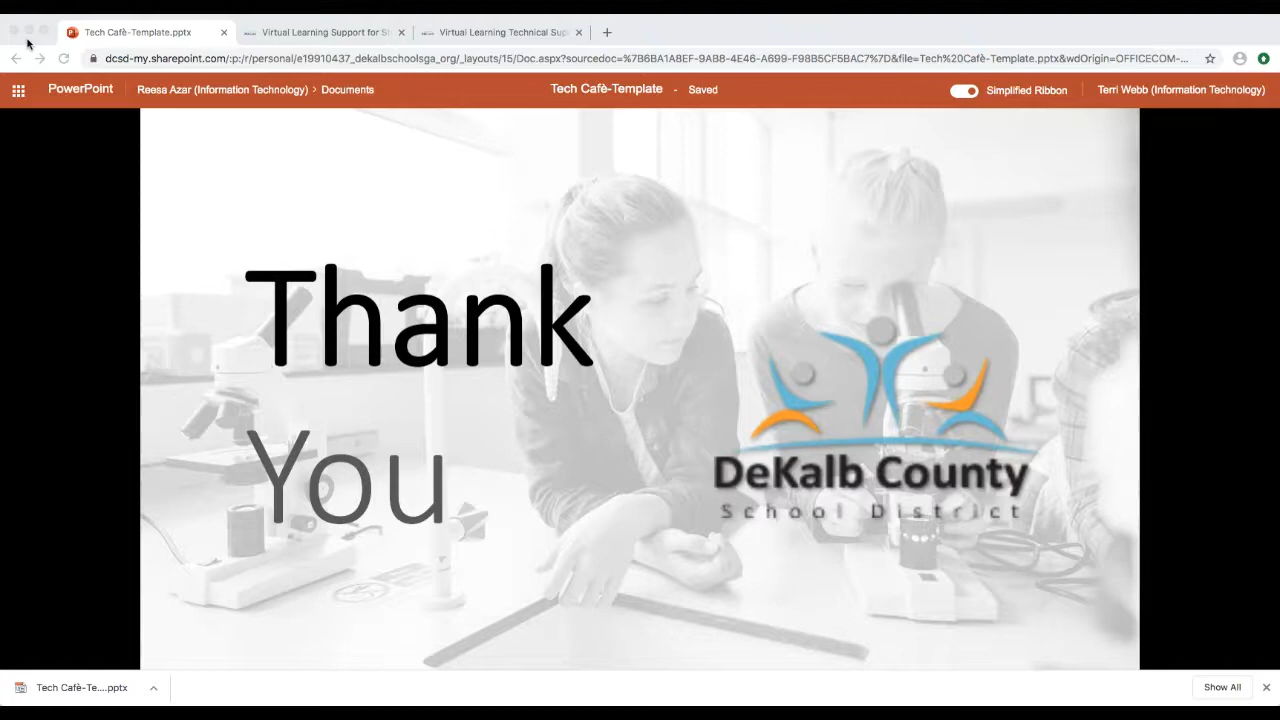 Tech Cafè-Template.pptx
Virtual Learning Support for St
Virtual Learning Technical Sup
dcsd-my.sharepoint.com/:p:/r/personal/e19910437_dekalbschoolsga_org/_layouts/15/Doc.aspx?sourcedoc=%7B6BA1A8EF-9AB8-4E46-A699-F98B5CF5BAC7%7D&file=Tech%20Cafè-Template.pptx&wdOrigin=OFFICECOM-...
PowerPoint
Reesa Azar (Information Technology) > Documents
Tech Cafè-Template - Saved
Simplified Ribbon
Terri Webb (Information Technology)
Thank
You
DeKalb County
School District
Tech Cafè-Te....pptx
Show All